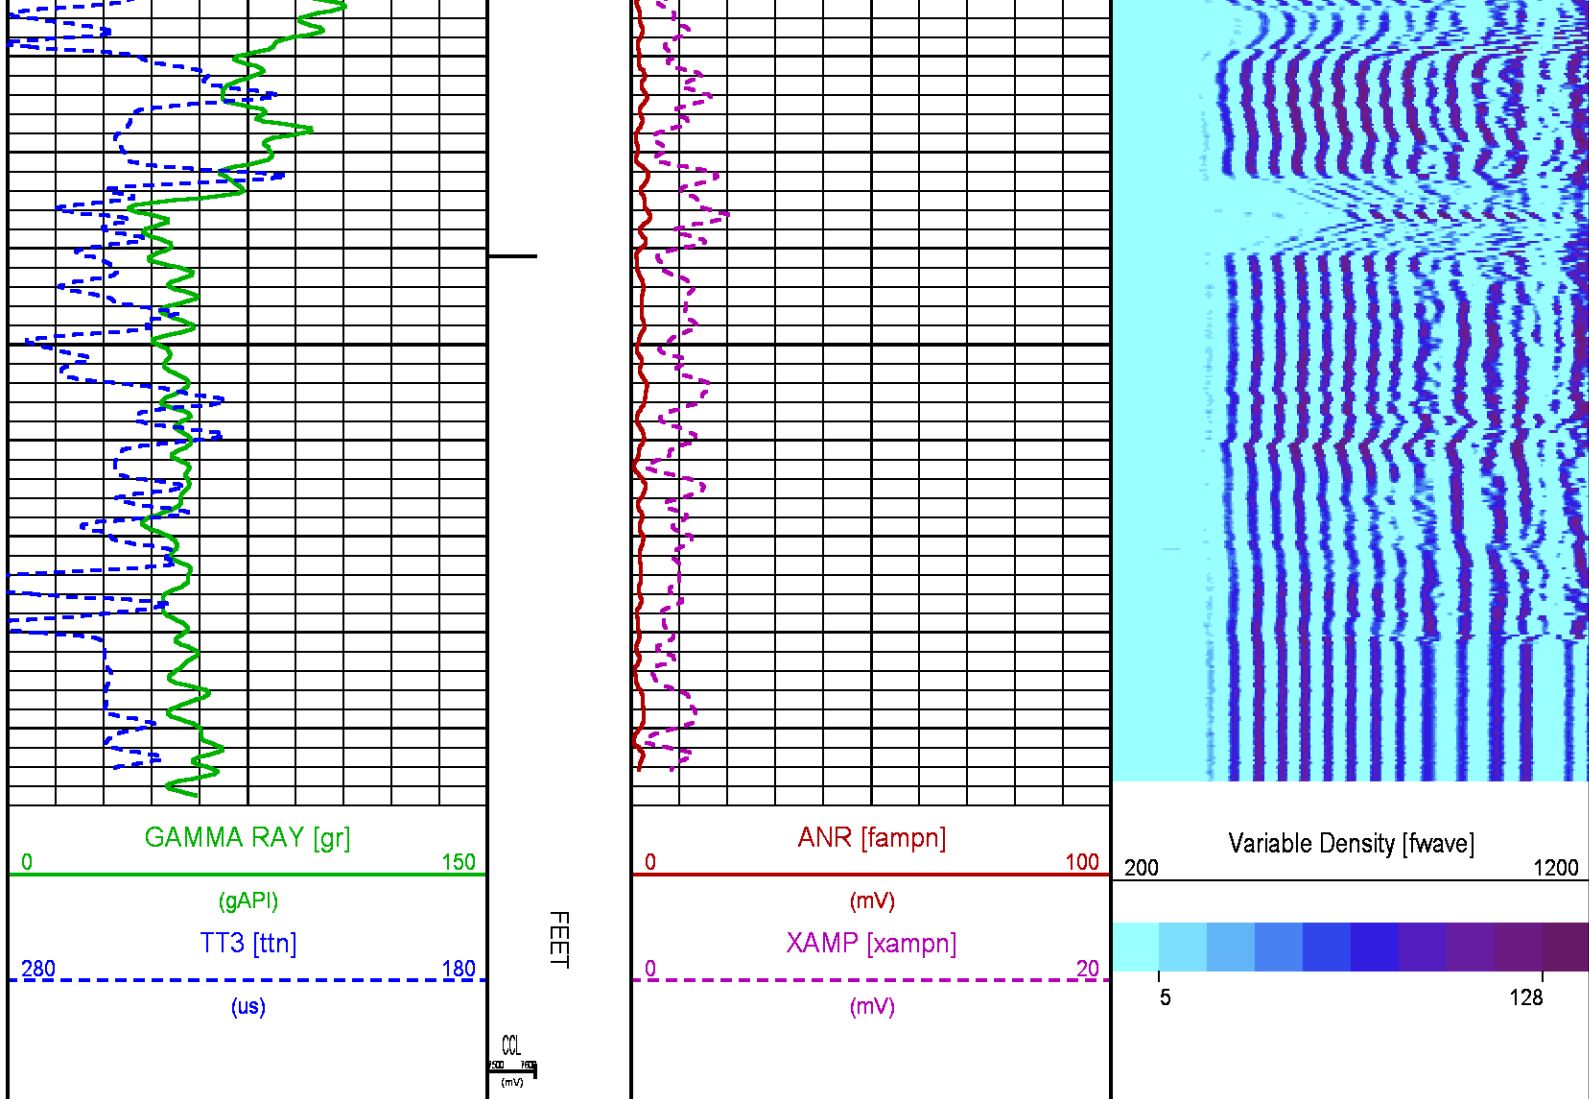 GAMMA RAY [gr]
0 150
(gAPI)
TT3 [ttn]
280 180
(us)
FEET
CCL
(mV)
ANR [fampn]
0 100
(mV)
XAMP [xampn]
0 20
(mV)
Variable Density [fwave]
200 1200
5 128